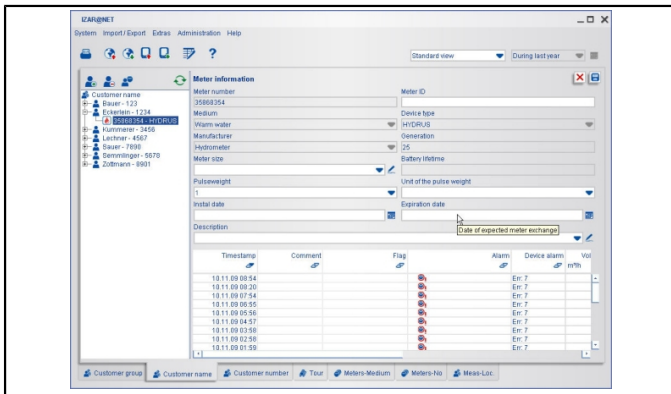 IZAR@NET
System Import / Export Extras Administration Help
Standard view During last year
Customer name
Bauer - 123
Eckerlein - 1234
35868354 - HYDRUS
Kummerer - 3456
Lechner - 4567
Sauer - 7890
Semmlinger - 5678
Zottmann - 8901
Meter information
Meter number Meter ID
35868354
Medium Device type
Warm water HYDRUS
Manufacturer Generation
Hydrometer 25
Meter size Battery lifetime
Pulseweight Unit of the pulse weight
1
Instal date Expiration date
Date of expected meter exchange
Description
Timestamp Comment Flag Alarm Device alarm Vol
m³/h
10.11.09 08:54 Err: 7
10.11.09 08:20 Err: 7
10.11.09 07:54 Err: 7
10.11.09 06:55 Err: 7
10.11.09 05:56 Err: 7
10.11.09 04:57 Err: 7
10.11.09 03:58 Err: 7
10.11.09 02:58 Err: 7
10.11.09 01:59 Err: 7
Customer group Customer name Customer number Tour Meters-Medium Meters-No Meas-Loc.